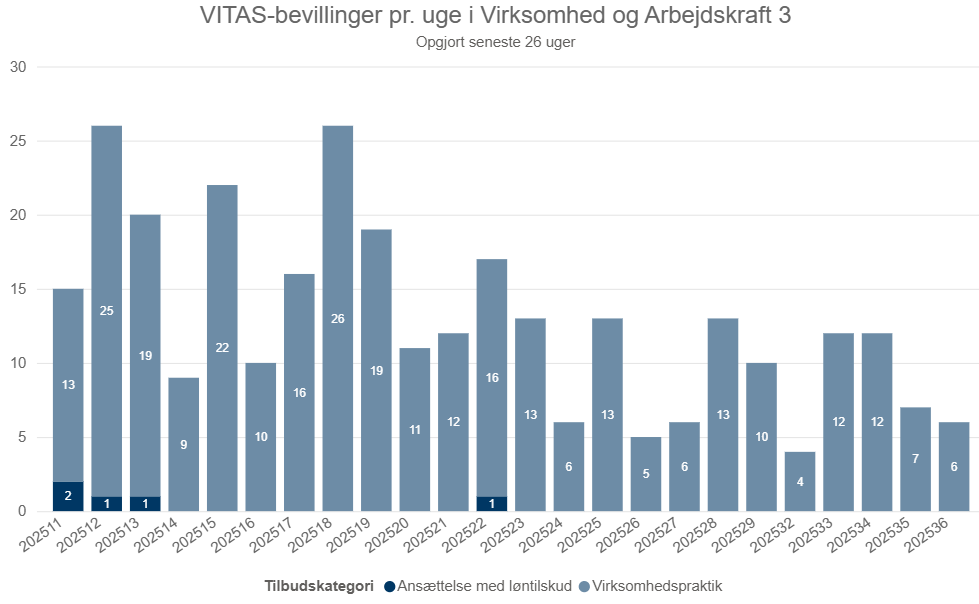 VITAS-bevillinger pr. uge i Virksomhed og Arbejdskraft 3
Opgjort seneste 26 uger
30
25
20
15
10
5
0
13 25 19 9 22 10 16 26 19 11 12 16 13 6 13 5 6 13 10 4 12 12 7 6
2 1 1 1
202511 202512 202513 202514 202515 202516 202517 202518 202519 202520 202521 202522 202523 202524 202525 202526 202527 202528 202529 202532 202533 202534 202535 202536
Tilbudskategori Ansættelse med løntilskud Virksomhedspraktik